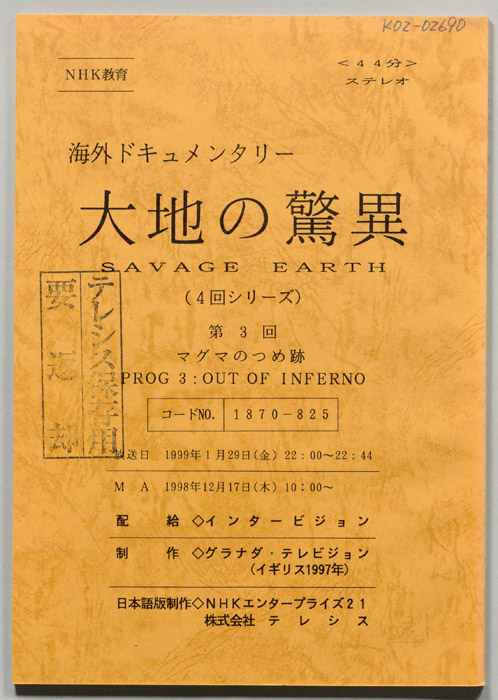 K02-02690
NHK教育
<44分>
ステレオ
海外ドキュメンタリー
大地の驚異
SAVAGE EARTH
(4回シリーズ)
第3回
マグマのつめ跡
PROG 3:OUT OF INFERNO
コードNO. 1870-825
テレシス保存用
要返却
放送日 1999年1月29日(金) 22:00~22:44
MA 1998年12月17日(木) 10:00~
配給◇インタービジョン
制作◇グラナダ・テレビジョン
(イギリス1997年)
日本語版制作◇NHKエンタープライズ21
株式会社テレシス